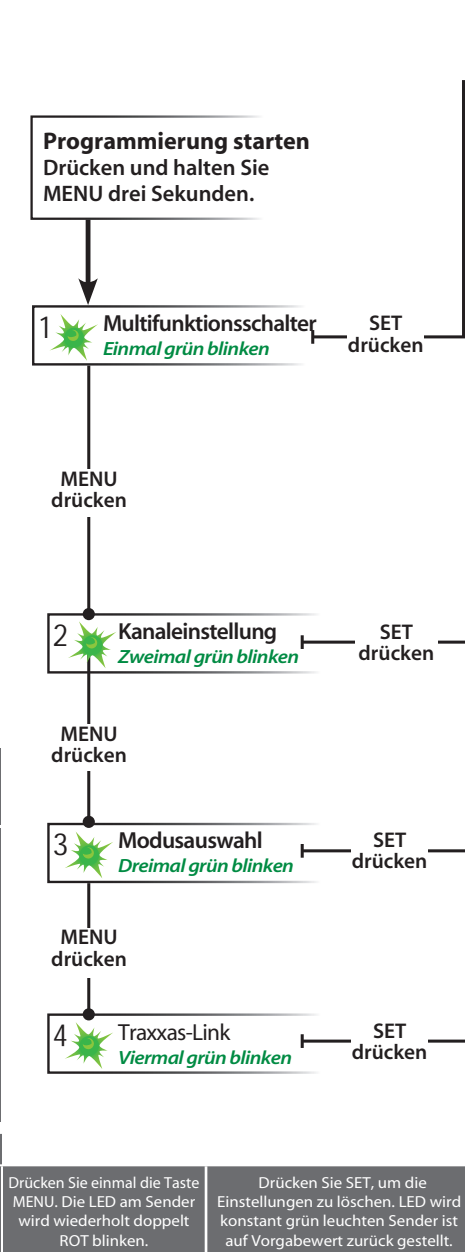 Programmierung starten
Drücken und halten Sie
MENU drei Sekunden.
1 Multifunktionsschalter
Einmal grün blinken
SET
drücken
MENU
drücken
2 Kanaleinstellung
Zweimal grün blinken
SET
drücken
MENU
drücken
3 Modusauswahl
Dreimal grün blinken
SET
drücken
MENU
drücken
4 Traxxas-Link
Viermal grün blinken
SET
drücken
Drücken Sie einmal die Taste
MENU. Die LED am Sender
wird wiederholt doppelt
ROT blinken.
Drücken Sie SET, um die
Einstellungen zu löschen. LED wird
konstant grün leuchten Sender ist
auf Vorgabewert zurück gestellt.